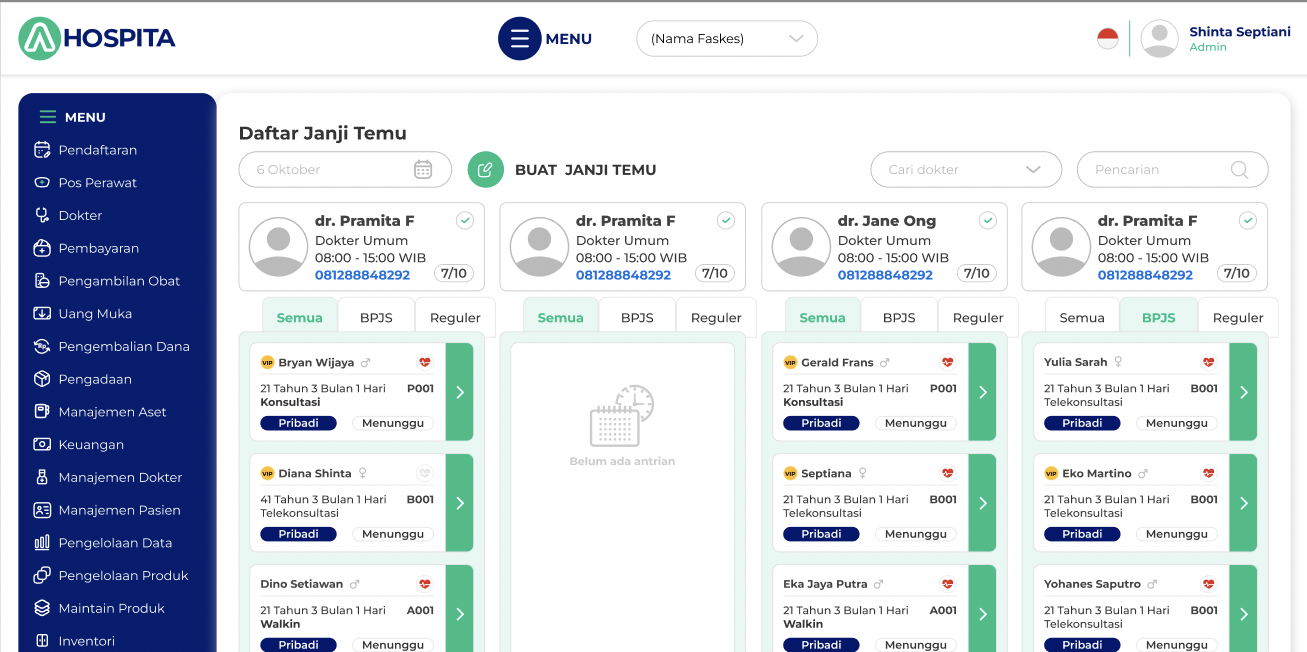 HOSPITA
MENU
(Nama Faskes)
Shinta Septiani
Admin
MENU
Pendaftaran
Pos Perawat
Dokter
Pembayaran
Pengambilan Obat
Uang Muka
Pengembalian Dana
Pengadaan
Manajemen Aset
Keuangan
Manajemen Dokter
Manajemen Pasien
Pengelolaan Data
Pengelolaan Produk
Maintain Produk
Inventori
Daftar Janji Temu
6 Oktober
BUAT JANJI TEMU
Cari dokter
Pencarian
dr. Pramita F
Dokter Umum
08:00 - 15:00 WIB
081288848292
7/10
Semua BPJS Reguler
VIP Bryan Wijaya
21 Tahun 3 Bulan 1 Hari P001
Konsultasi
Pribadi Menunggu
VIP Diana Shinta
41 Tahun 3 Bulan 1 Hari B001
Telekonsultasi
Pribadi Menunggu
Dino Setiawan
21 Tahun 3 Bulan 1 Hari A001
Walkin
Pribadi Menunggu
dr. Pramita F
Dokter Umum
08:00 - 15:00 WIB
081288848292
7/10
Semua BPJS Reguler
Belum ada antrian
dr. Jane Ong
Dokter Umum
08:00 - 15:00 WIB
081288848292
7/10
Semua BPJS Reguler
VIP Gerald Frans
21 Tahun 3 Bulan 1 Hari P001
Konsultasi
Pribadi Menunggu
VIP Septiana
21 Tahun 3 Bulan 1 Hari B001
Telekonsultasi
Pribadi Menunggu
Eka Jaya Putra
21 Tahun 3 Bulan 1 Hari A001
Walkin
Pribadi Menunggu
dr. Pramita F
Dokter Umum
08:00 - 15:00 WIB
081288848292
7/10
Semua BPJS Reguler
Yulia Sarah
21 Tahun 3 Bulan 1 Hari B001
Telekonsultasi
Pribadi Menunggu
VIP Eko Martino
21 Tahun 3 Bulan 1 Hari B001
Telekonsultasi
Pribadi Menunggu
Yohanes Saputro
21 Tahun 3 Bulan 1 Hari B001
Telekonsultasi
Pribadi Menunggu